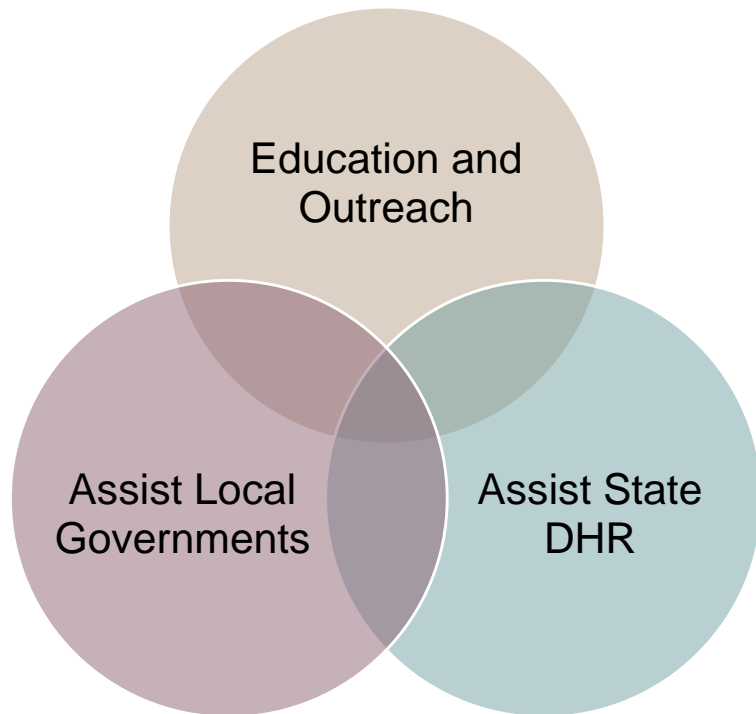 Education and
Outreach
Assist Local
Governments
Assist State
DHR